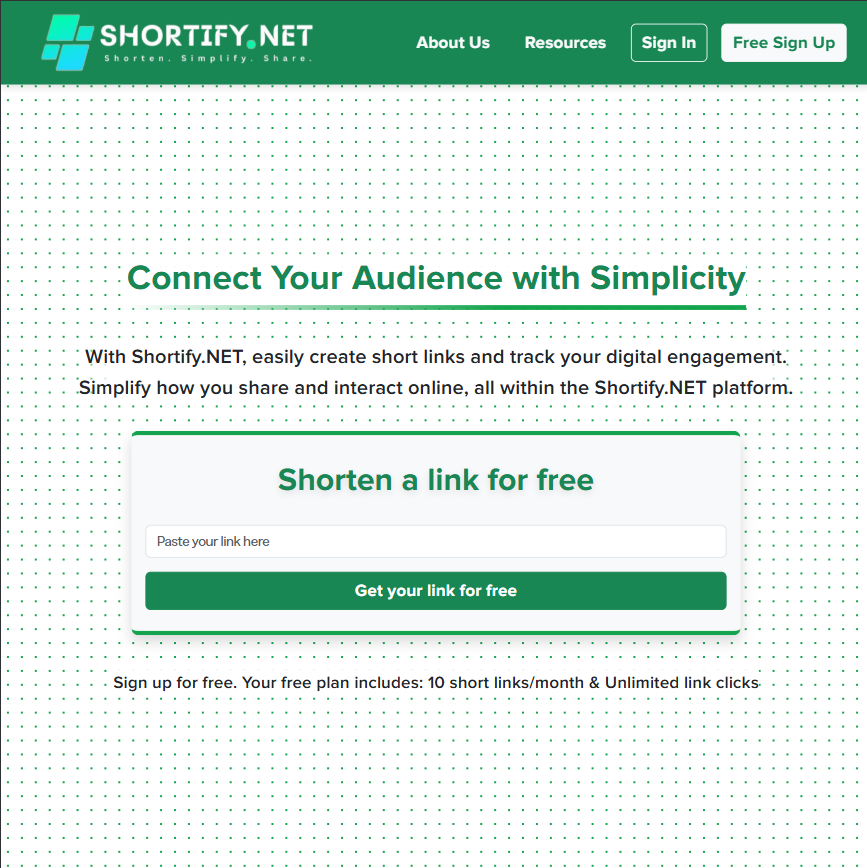 SHORTIFY.NET
Shorten. Simplify. Share.
About Us
Resources
Sign In
Free Sign Up
Connect Your Audience with Simplicity
With Shortify.NET, easily create short links and track your digital engagement.
Simplify how you share and interact online, all within the Shortify.NET platform.
Shorten a link for free
Paste your link here
Get your link for free
Sign up for free. Your free plan includes: 10 short links/month & Unlimited link clicks